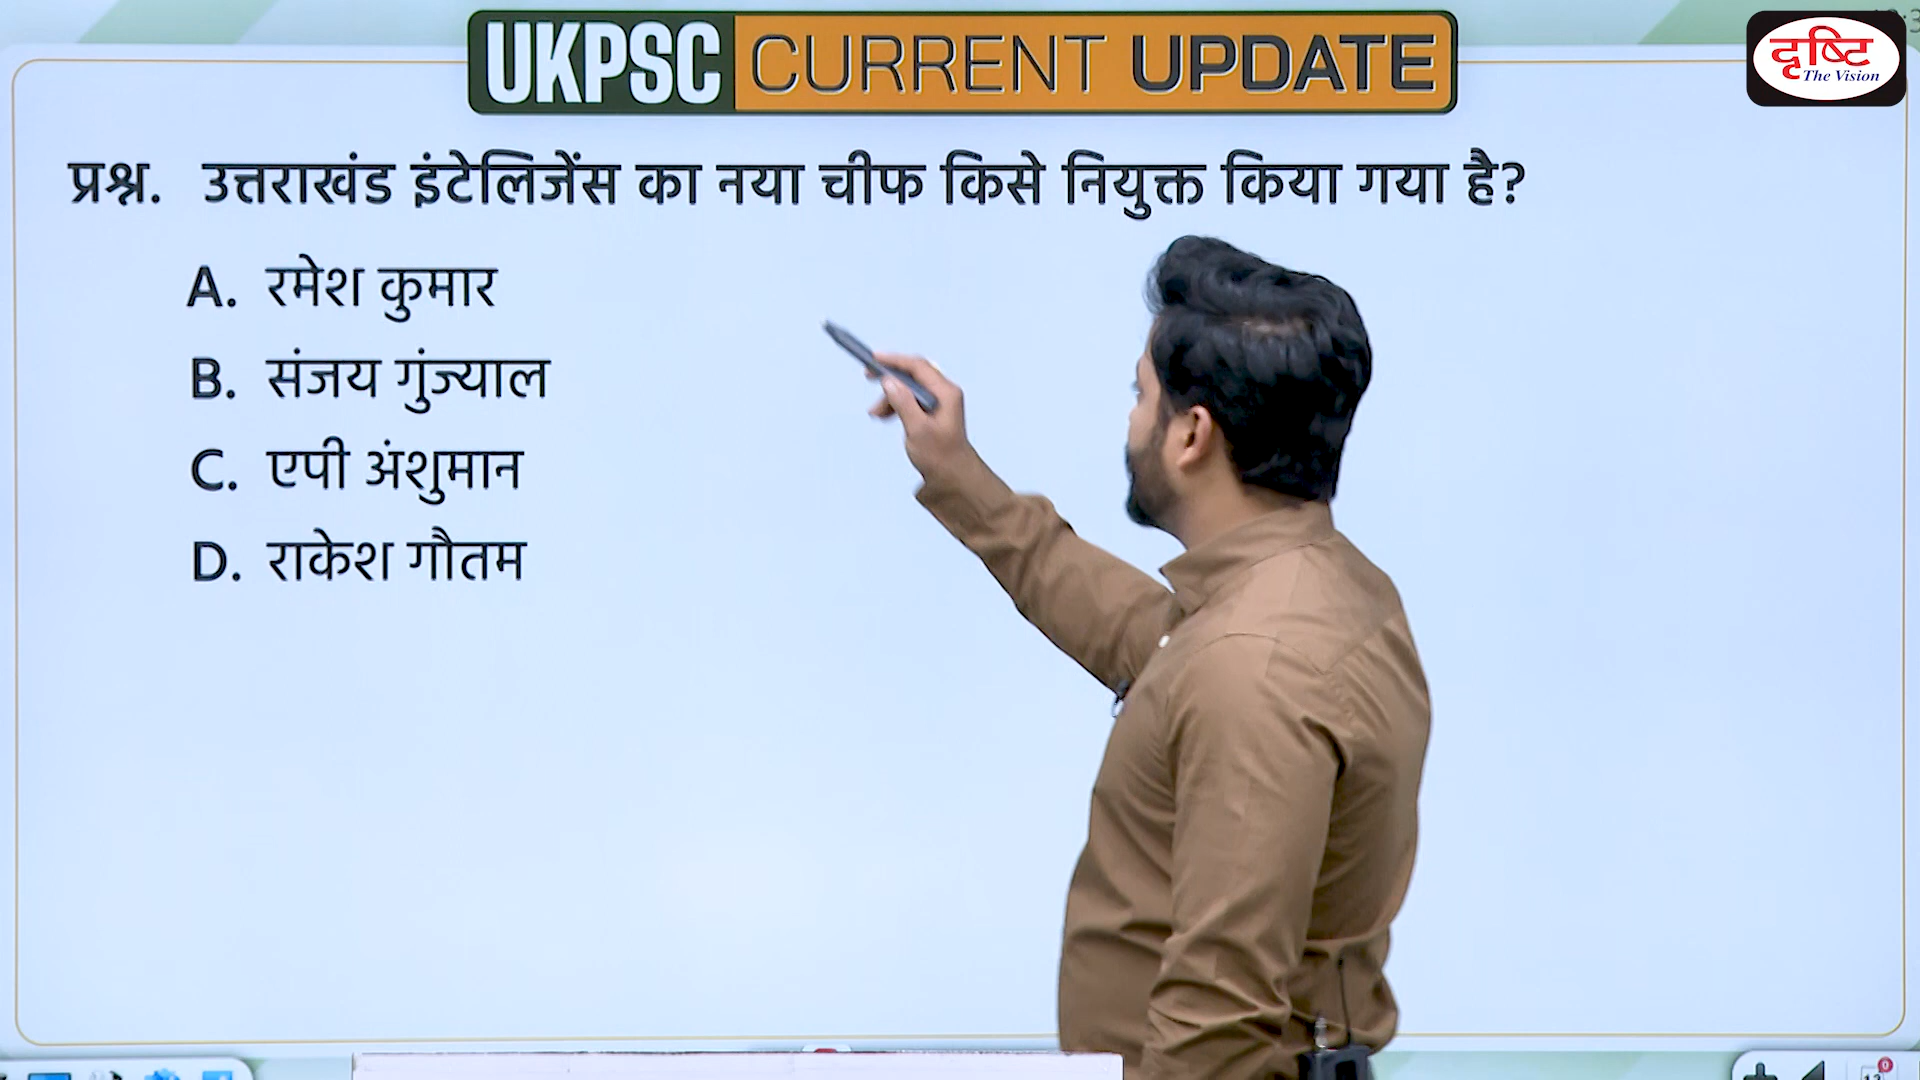 UKPSC CURRENT UPDATE
दृष्टि
The Vision
प्रश्न. उत्तराखंड इंटेलिजेंस का नया चीफ किसे नियुक्त किया गया है?
A. रमेश कुमार
B. संजय गुंज्याल
C. एपी अंशुमान
D. राकेश गौतम